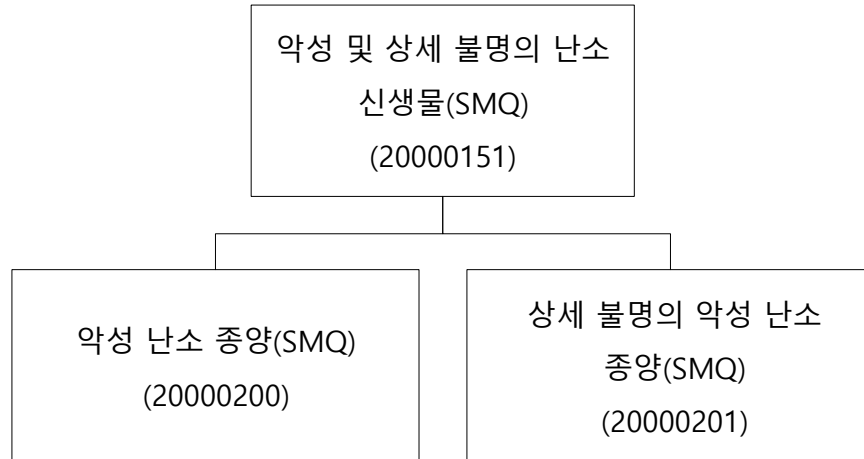 악성 및 상세 불명의 난소
신생물(SMQ)
(20000151)
악성 난소 종양(SMQ)
(20000200)
상세 불명의 악성 난소
종양(SMQ)
(20000201)